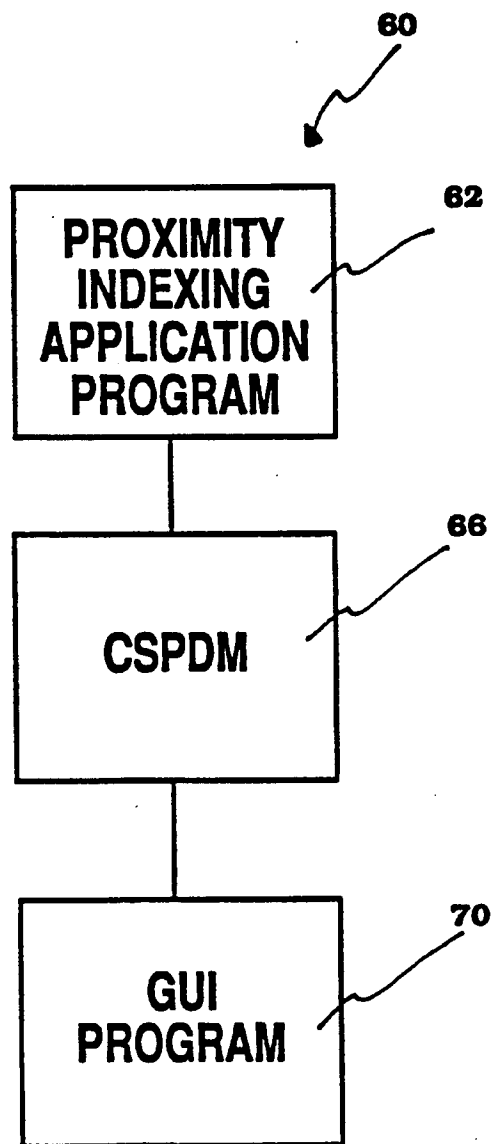 60
62
PROXIMITY
INDEXING
APPLICATION
PROGRAM
66
CSPDM
70
GUI
PROGRAM